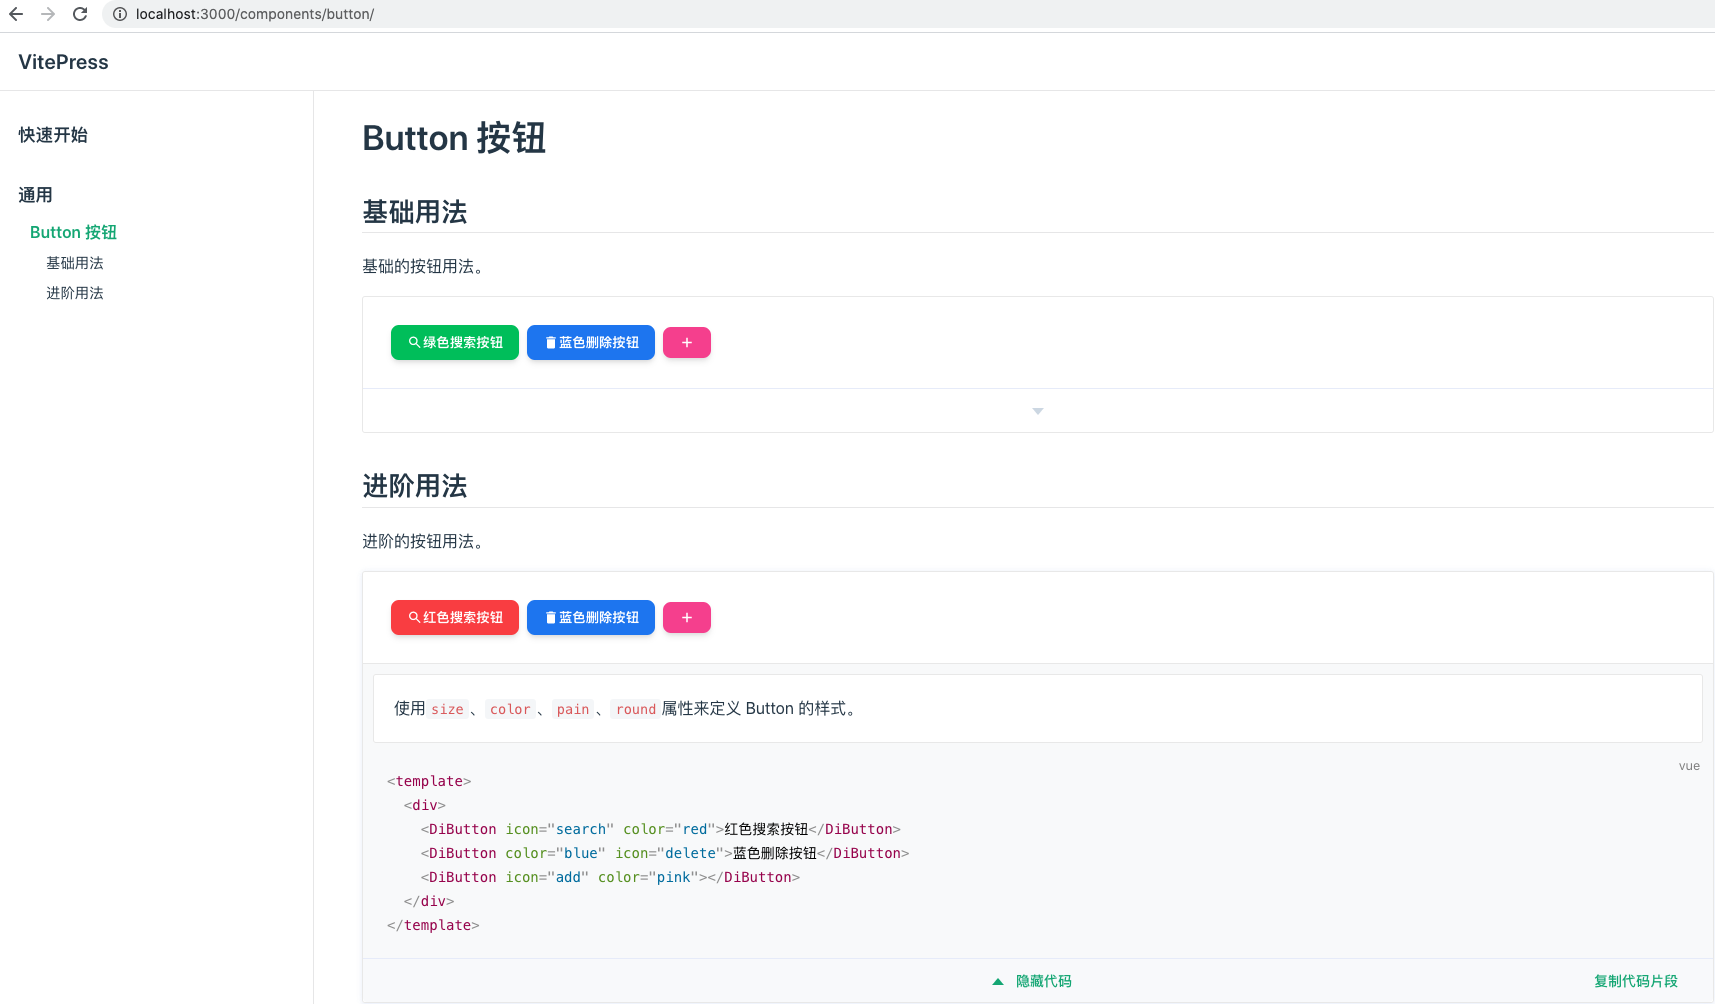 localhost:3000/components/button/
VitePress
快速开始
通用
Button 按钮
基础用法
进阶用法
Button 按钮
基础用法
基础的按钮用法。
绿色搜索按钮 蓝色删除按钮 +
进阶用法
进阶的按钮用法。
红色搜索按钮 蓝色删除按钮 +
使用 size 、 color 、 pain 、 round 属性来定义 Button 的样式。
vue
<template>
<div>
<DiButton icon="search" color="red">红色搜索按钮</DiButton>
<DiButton color="blue" icon="delete">蓝色删除按钮</DiButton>
<DiButton icon="add" color="pink"></DiButton>
</div>
</template>
隐藏代码 复制代码片段